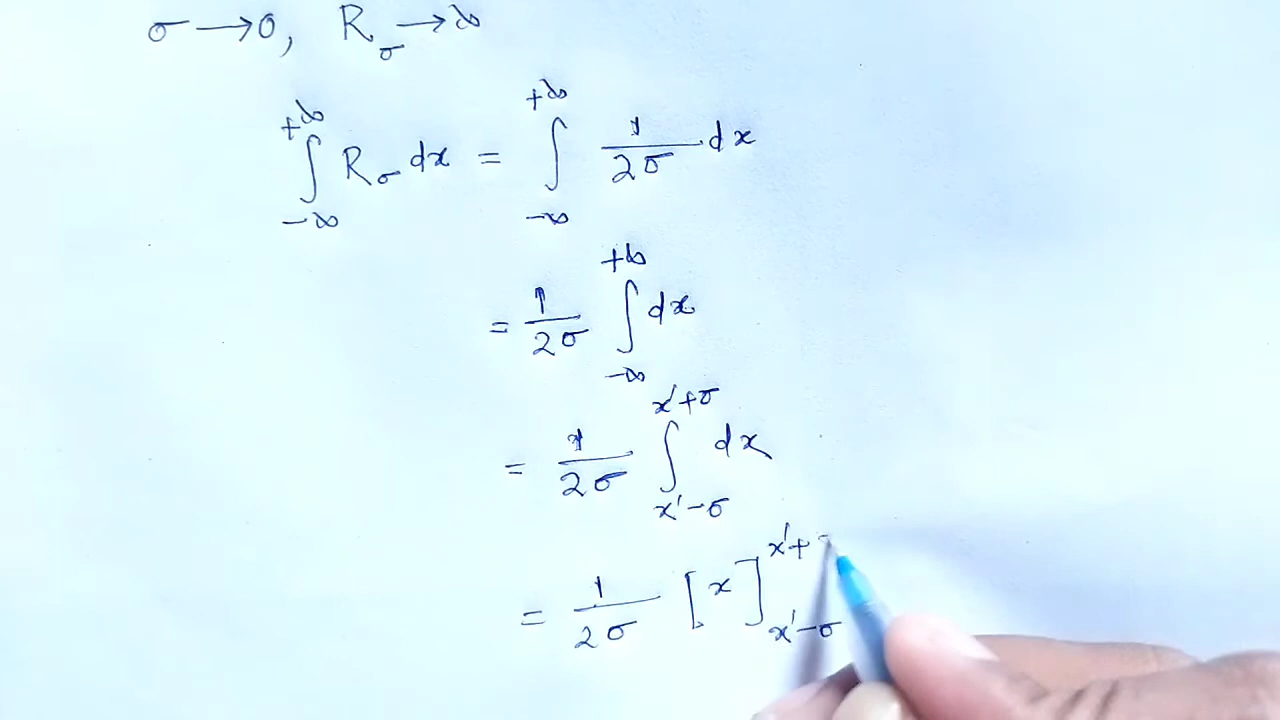 σ → 0, R_σ → ∞
∫_{-∞}^{+∞} R_σ dx = ∫_{-∞}^{+∞} 1/2σ dx
= 1/2σ ∫_{-∞}^{+∞} dx
= 1/2σ ∫_{x'-σ}^{x'+σ} dx
= 1/2σ [x]_{x'-σ}^{x'+}